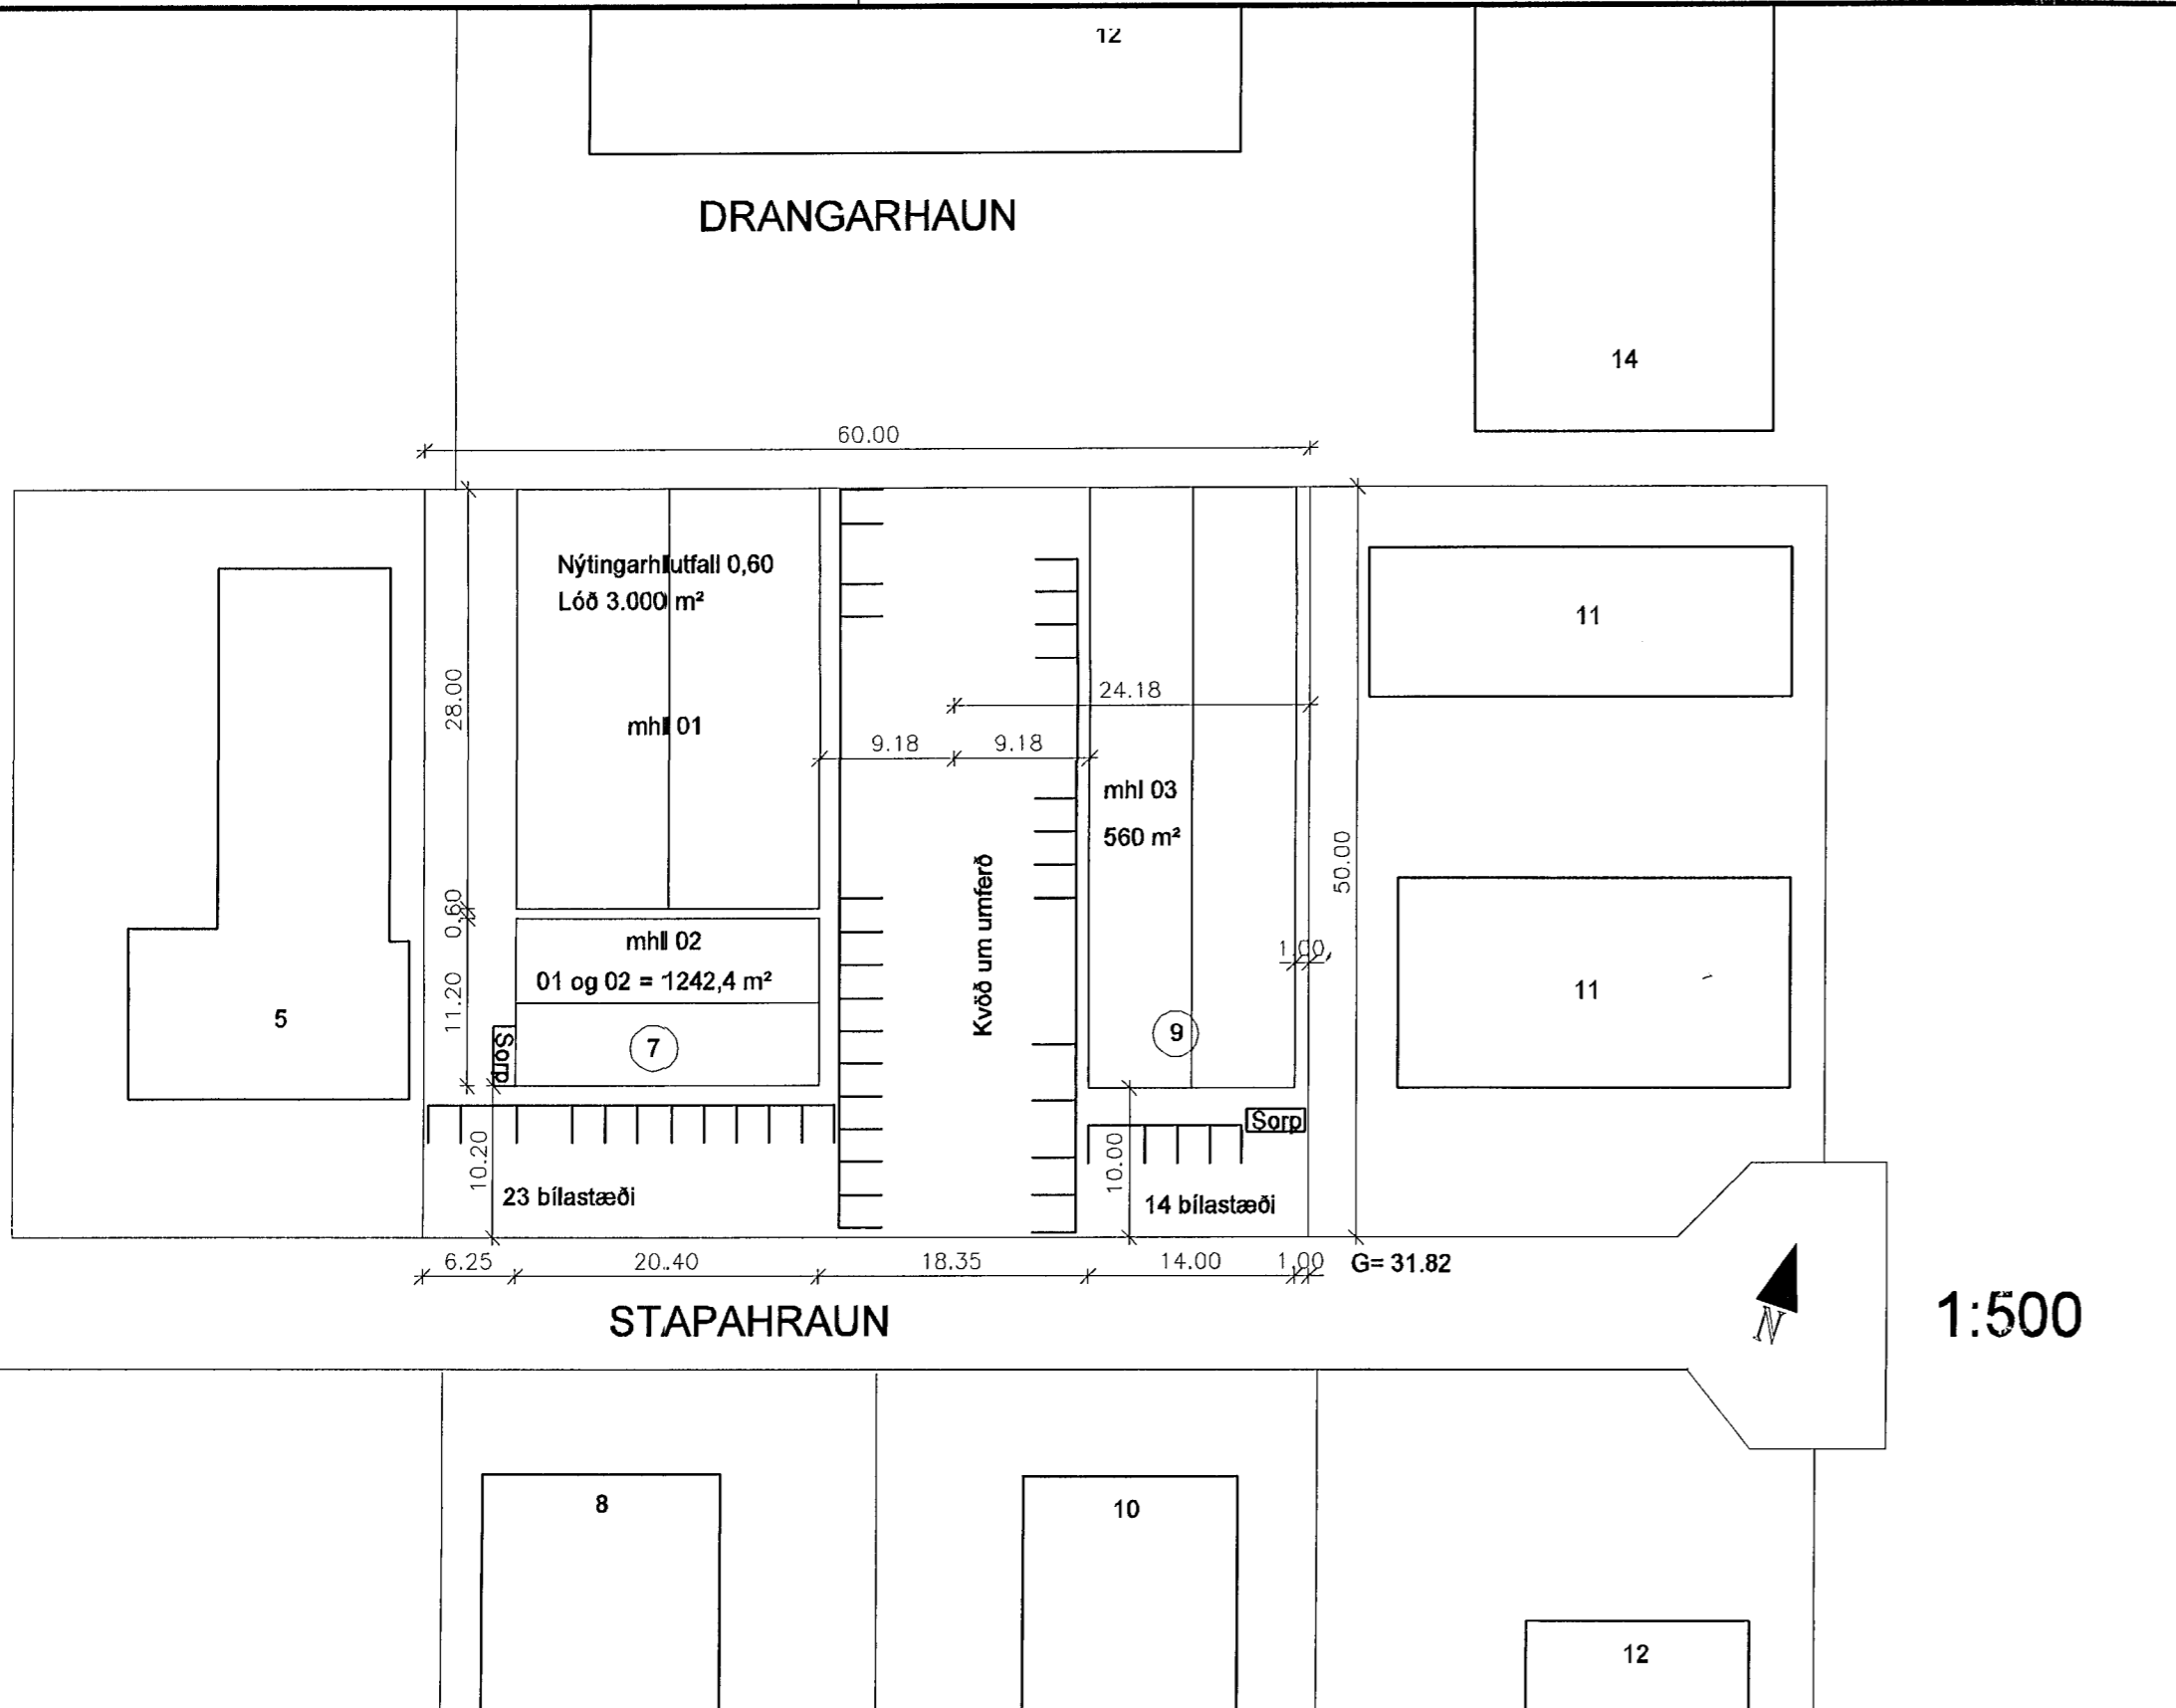 12
DRANGARHAUN
14
60.00
Nýtingarhlutfall 0,60
Lóð 3.000 m²
11
28.00
24.18
mhl 01
9.18
9.18
mhl 03
560 m²
50.00
Kvöð um umferð
0,60
mhl 02
01 og 02 = 1242,4 m²
1,00
11
11.20
5
Sorp
7
9
Sorp
10.20
10.00
23 bílastæði
14 bílastæði
6.25
20.40
18.35
14.00
1,00
G= 31.82
STAPAHRAUN
N
1:500
8
10
12